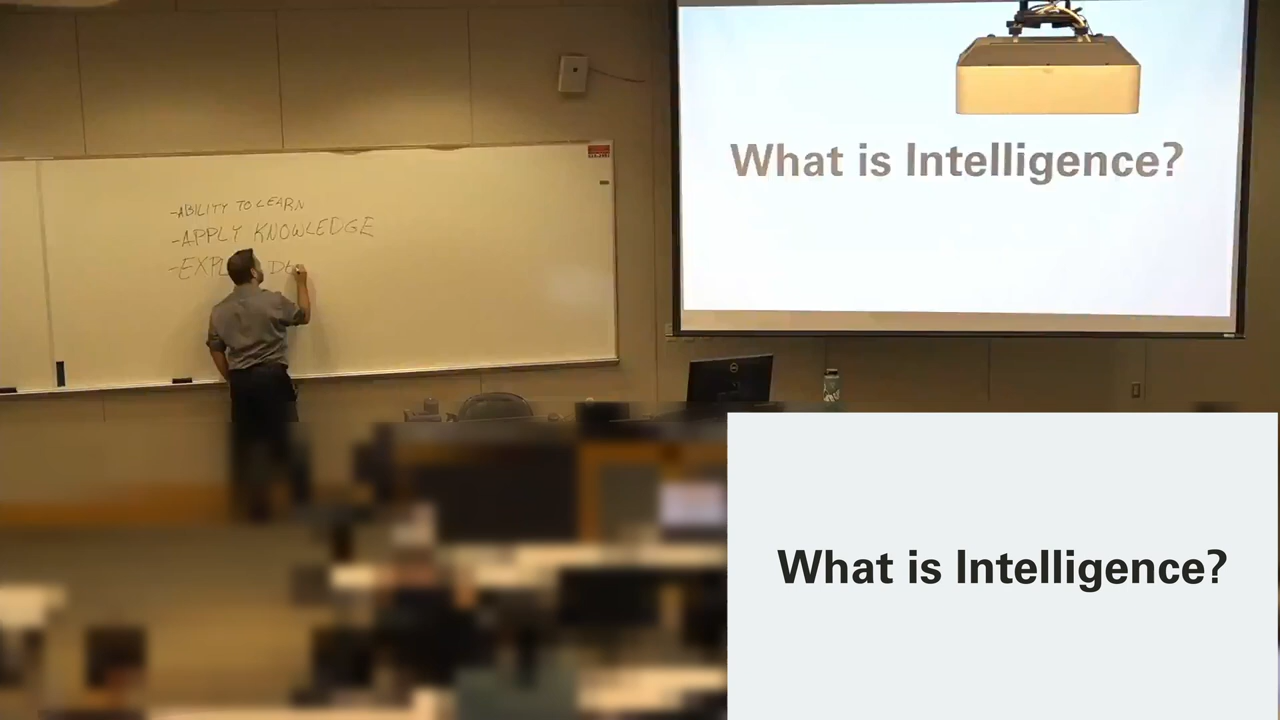 -ABILITY TO LEARN
-APPLY KNOWLEDGE
What is Intelligence?
What is Intelligence?